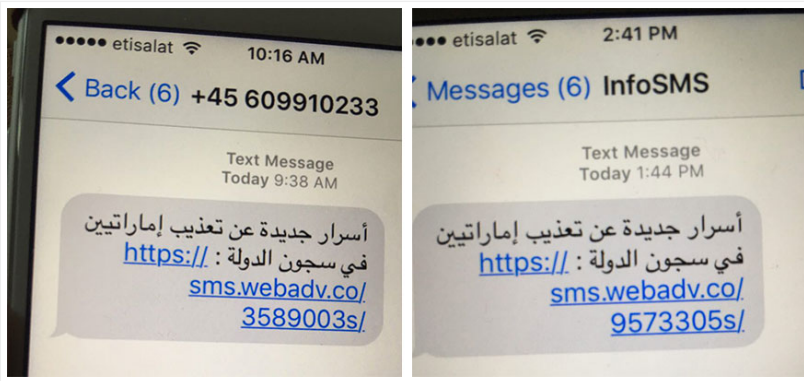 ●●●●● etisalat
10:16 AM
Back (6) +45 609910233
Text Message
Today 9:38 AM
أسرار جديدة عن تعذيب إماراتيين
في سجون الدولة : https://
sms.webadv.co/
3589003s/
●●● etisalat
2:41 PM
Messages (6) InfoSMS
Text Message
Today 1:44 PM
أسرار جديدة عن تعذيب إماراتيين
في سجون الدولة : https://
sms.webadv.co/
9573305s/